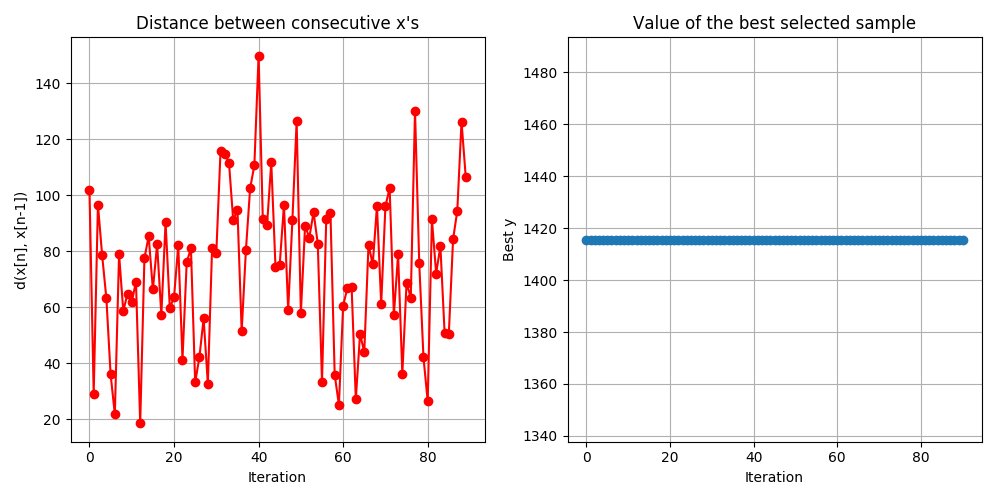 Distance between consecutive x's
d(x[n], x[n-1])
140
120
100
80
60
40
20
0 20 40 60 80
Iteration
Value of the best selected sample
Best y
1480
1460
1440
1420
1400
1380
1360
1340
0 20 40 60 80
Iteration